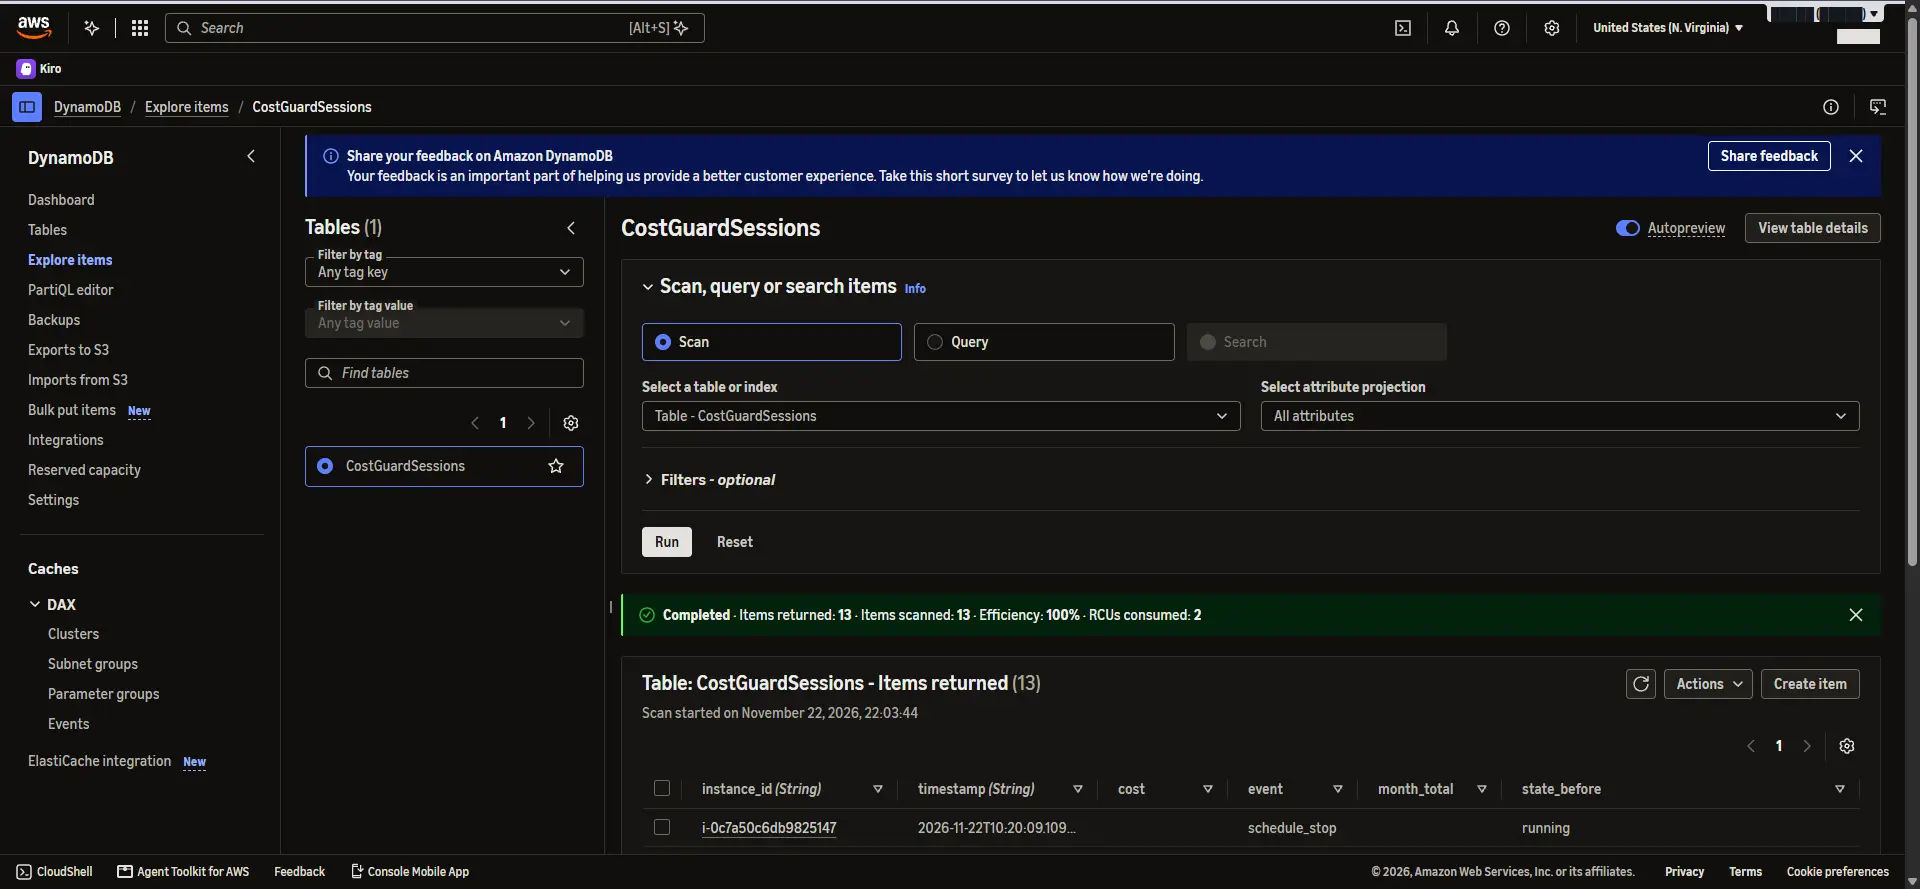 aws
Search
[Alt+S]
United States (N. Virginia)
Kiro
DynamoDB / Explore items / CostGuardSessions
DynamoDB
Dashboard
Tables
Explore items
PartiQL editor
Backups
Exports to S3
Imports from S3
Bulk put items New
Integrations
Reserved capacity
Settings
Caches
DAX
Clusters
Subnet groups
Parameter groups
Events
ElastiCache integration New
Share your feedback on Amazon DynamoDB
Your feedback is an important part of helping us provide a better customer experience. Take this short survey to let us know how we're doing.
Share feedback
Tables (1)
Filter by tag
Any tag key
Filter by tag value
Any tag value
Find tables
1
CostGuardSessions
CostGuardSessions
Autopreview
View table details
Scan, query or search items Info
Scan
Query
Search
Select a table or index
Table - CostGuardSessions
Select attribute projection
All attributes
Filters - optional
Run
Reset
Completed · Items returned: 13 · Items scanned: 13 · Efficiency: 100% · RCUs consumed: 2
Table: CostGuardSessions - Items returned (13)
Scan started on November 22, 2026, 22:03:44
Actions
Create item
1
instance_id (String) timestamp (String) cost event month_total state_before
i-0c7a50c6db9825147 2026-11-22T10:20:09.109... schedule_stop running
CloudShell Agent Toolkit for AWS Feedback Console Mobile App
© 2026, Amazon Web Services, Inc. or its affiliates. Privacy Terms Cookie preferences